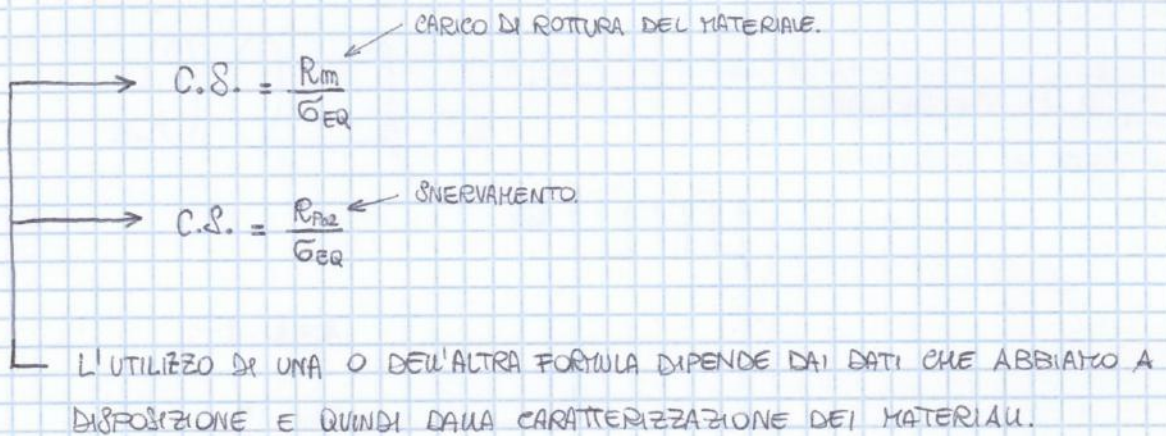 CARICO DI ROTTURA DEL MATERIALE.
C.S. = Rm / σEQ
SNERVAMENTO.
C.S. = RP02 / σEQ
L'UTILIZZO DI UNA O DELL'ALTRA FORMULA DIPENDE DAI DATI CHE ABBIAMO A
DISPOSIZIONE E QUINDI DALLA CARATTERIZZAZIONE DEI MATERIALI.